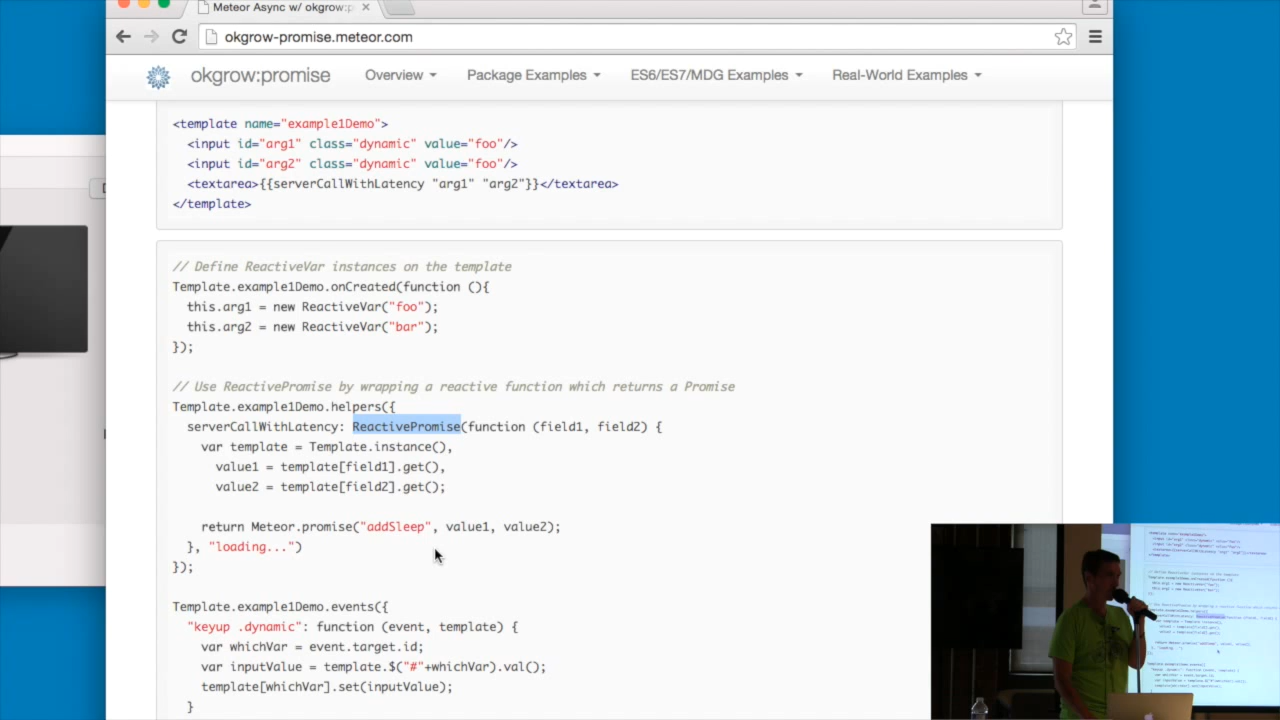 Meteor Async w/ okgrow:p
okgrow-promise.meteor.com
okgrow:promise
Overview
Package Examples
ES6/ES7/MDG Examples
Real-World Examples
<template name="example1Demo">
<input id="arg1" class="dynamic" value="foo"/>
<input id="arg2" class="dynamic" value="foo"/>
<textarea>{{serverCallWithLatency "arg1" "arg2"}}</textarea>
</template>
// Define ReactiveVar instances on the template
Template.example1Demo.onCreated(function (){
this.arg1 = new ReactiveVar("foo");
this.arg2 = new ReactiveVar("bar");
});
// Use ReactivePromise by wrapping a reactive function which returns a Promise
Template.example1Demo.helpers({
serverCallWithLatency: ReactivePromise(function (field1, field2) {
var template = Template.instance(),
value1 = template[field1].get(),
value2 = template[field2].get();
return Meteor.promise("addSleep", value1, value2);
}, "loading...")
});
Template.example1Demo.events({
"keyup .dynamic": function (event, template) {
var whichVar = event.target.id;
var inputValue = template.$("#"+whichVar).val();
template[whichVar].set(inputValue);
}